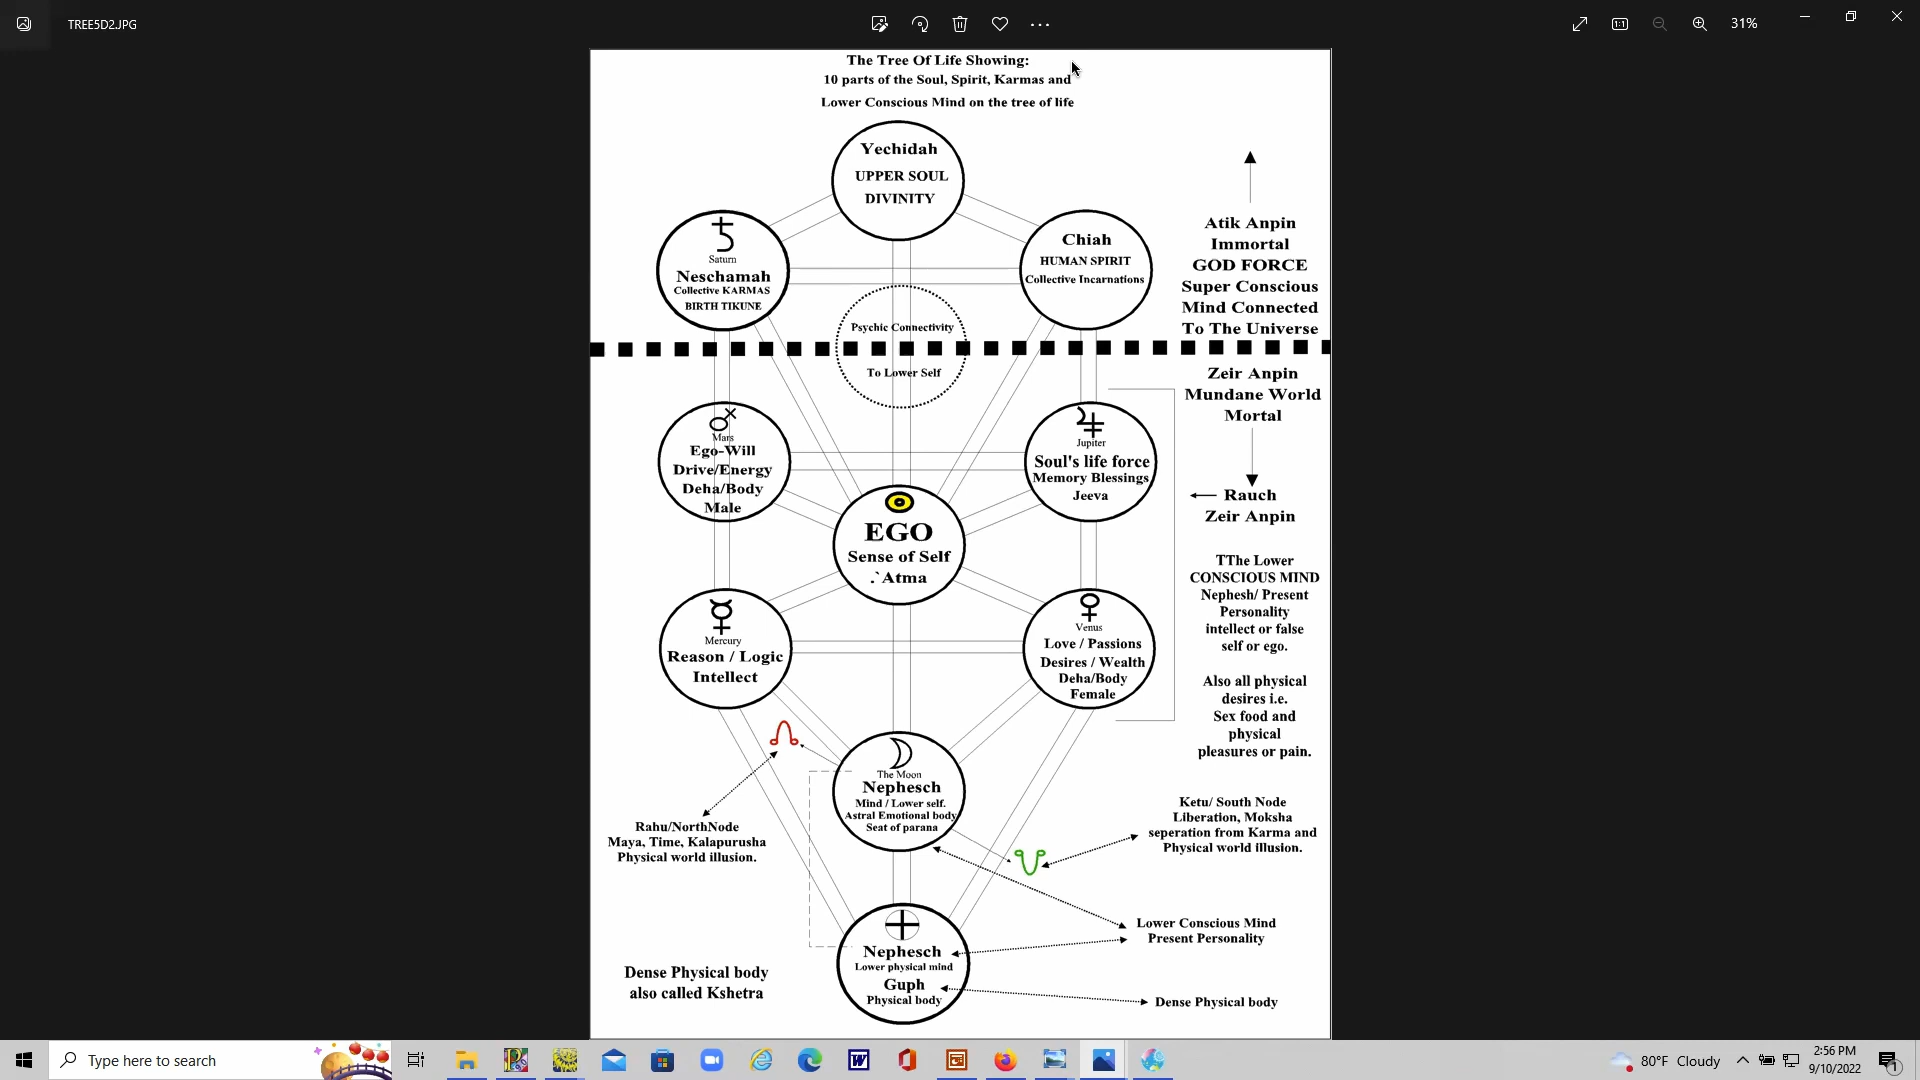 TREE5D2.JPG
31%
The Tree Of Life Showing:
10 parts of the Soul, Spirit, Karmas and
Lower Conscious Mind on the tree of life
Yechidah
UPPER SOUL
DIVINITY
Saturn
Neschamah
Collective KARMAS
BIRTH TIKUNE
Chiah
HUMAN SPIRIT
Collective Incarnations
Atik Anpin
Immortal
GOD FORCE
Super Conscious
Mind Connected
To The Universe
Psychic Connectivity
To Lower Self
Zeir Anpin
Mundane World
Mortal
Mars
Ego-Will
Drive/Energy
Deha/Body
Male
Jupiter
Soul's life force
Memory Blessings
Jeeva
Rauch
Zeir Anpin
EGO
Sense of Self
.`Atma
TThe Lower
CONSCIOUS MIND
Nephesh/ Present
Personality
intellect or false
self or ego.
Mercury
Reason / Logic
Intellect
Venus
Love / Passions
Desires / Wealth
Deha/Body
Female
Also all physical
desires i.e.
Sex food and
physical
pleasures or pain.
The Moon
Nephesch
Mind / Lower self.
Astral Emotional body
Seat of parana
Rahu/NorthNode
Maya, Time, Kalapurusha
Physical world illusion.
Ketu/ South Node
Liberation, Moksha
seperation from Karma and
Physical world illusion.
Lower Conscious Mind
Present Personality
Nephesch
Lower physical mind
Guph
Physical body
Dense Physical body
also called Kshetra
Dense Physical body
Type here to search
80°F Cloudy
2:56 PM
9/10/2022
1